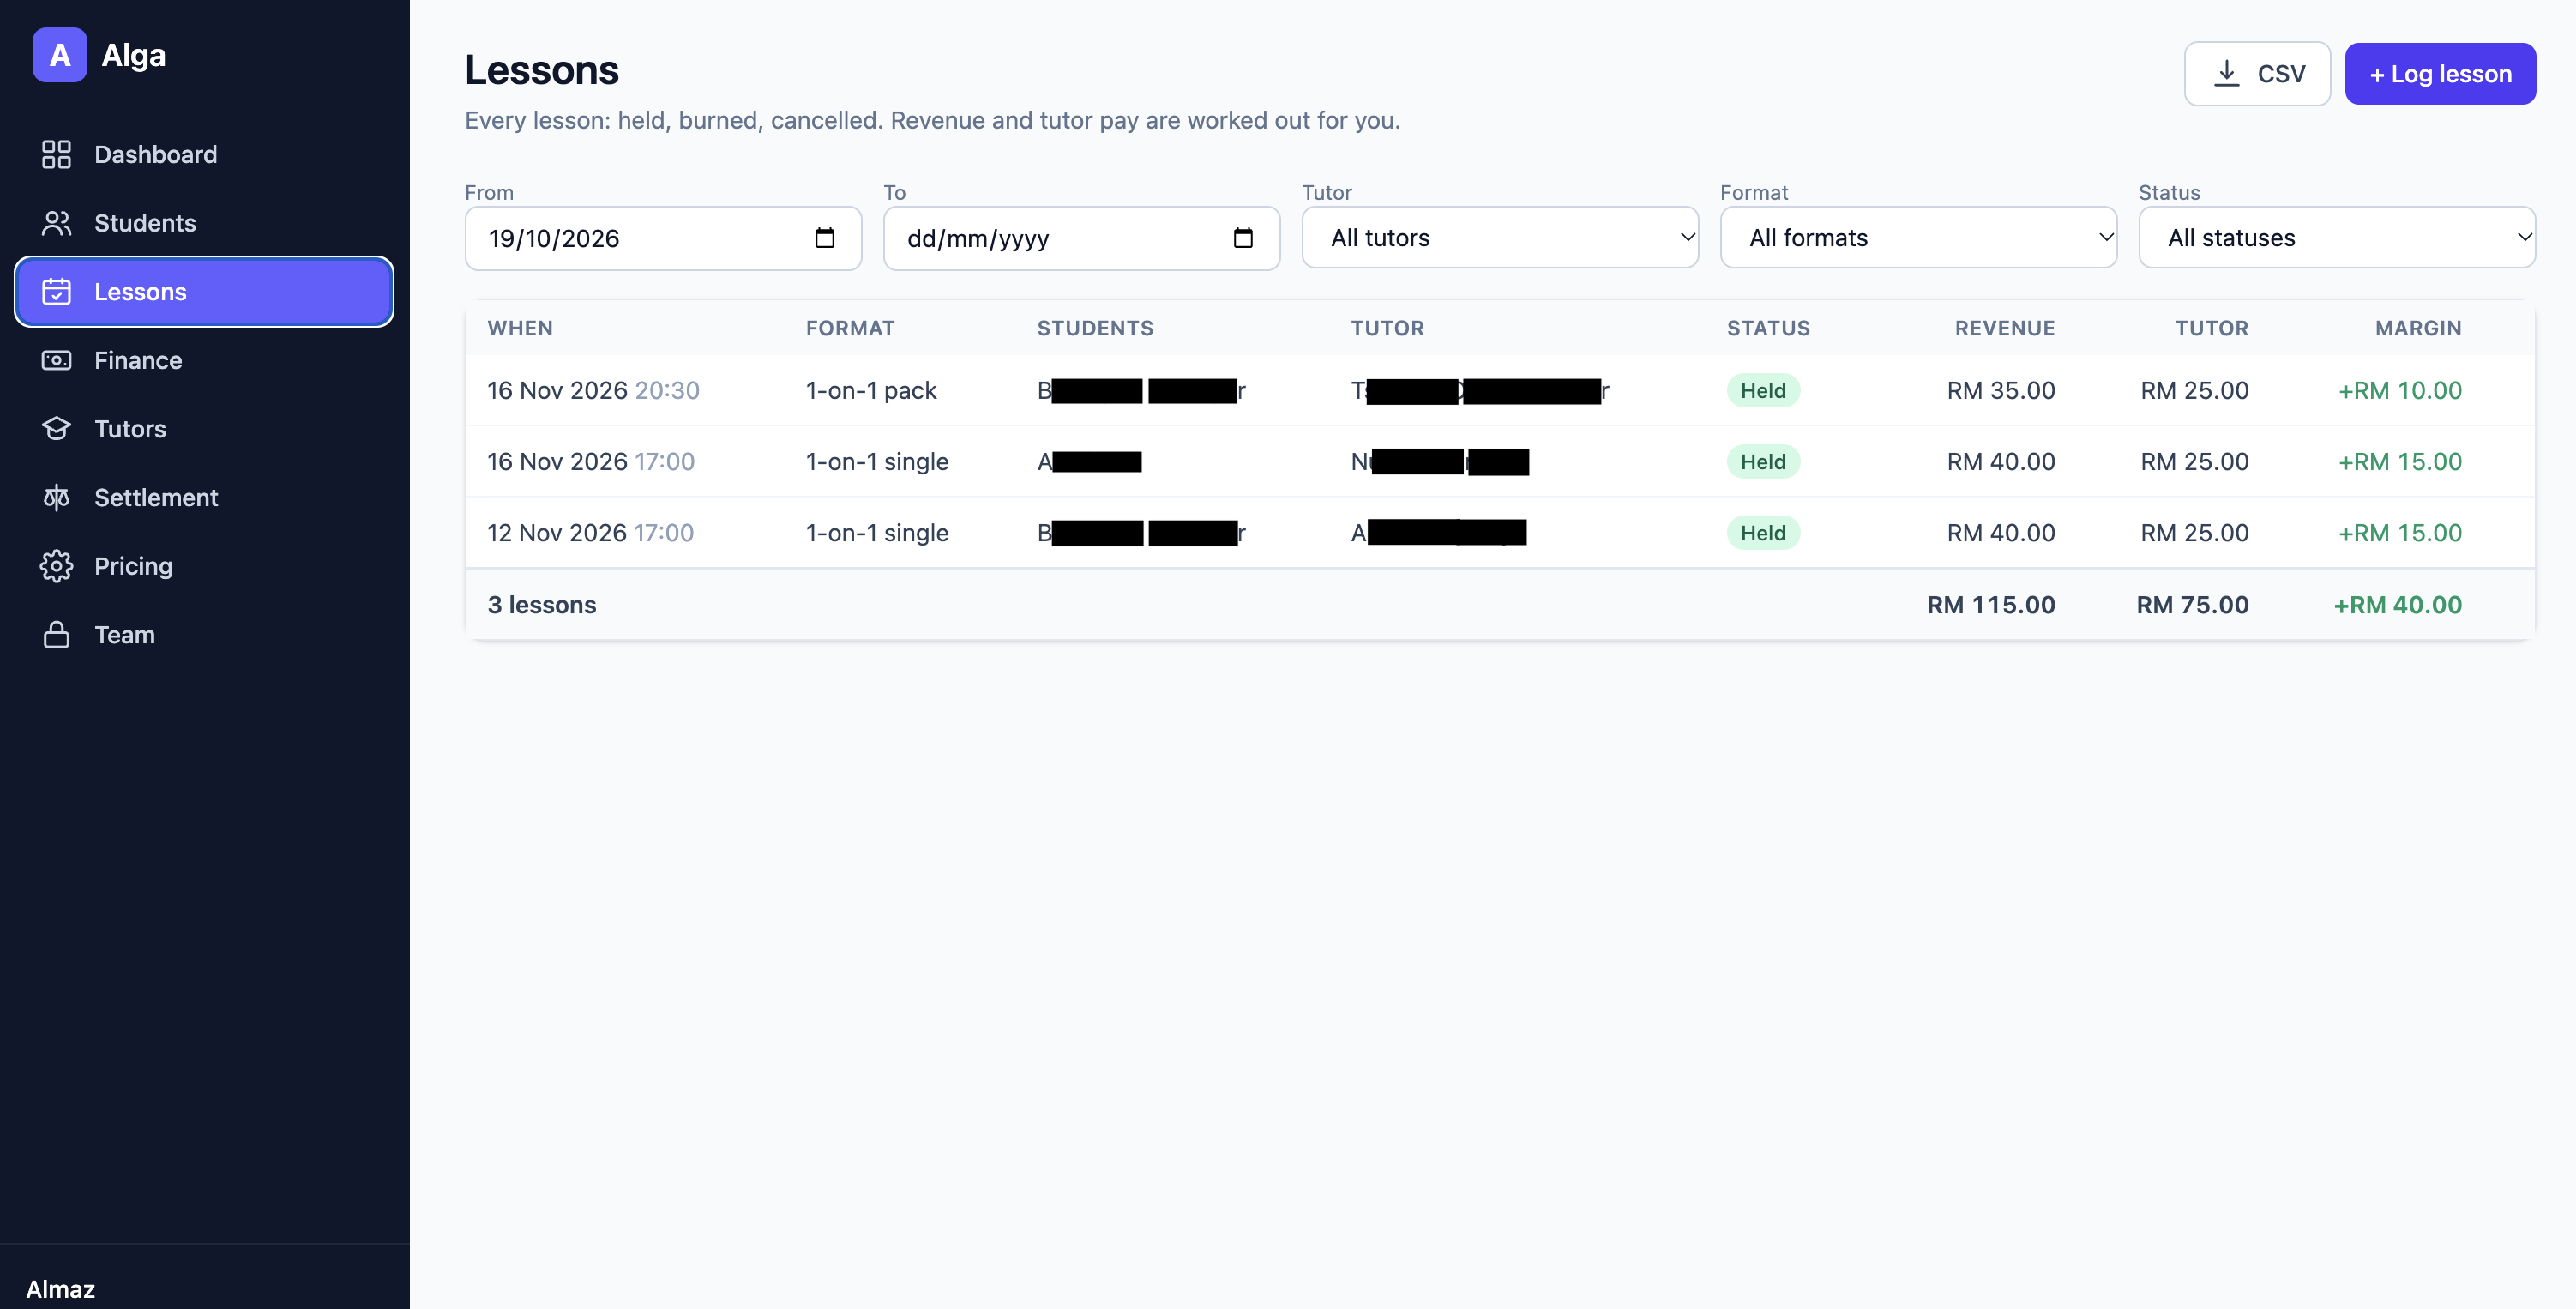 A Alga
Dashboard
Students
Lessons
Finance
Tutors
Settlement
Pricing
Team
Almaz
Lessons
Every lesson: held, burned, cancelled. Revenue and tutor pay are worked out for you.
CSV
+ Log lesson
From To Tutor Format Status
19/10/2026 dd/mm/yyyy All tutors All formats All statuses
WHEN FORMAT STUDENTS TUTOR STATUS REVENUE TUTOR MARGIN
16 Nov 2026 20:30 1-on-1 pack Held RM 35.00 RM 25.00 +RM 10.00
16 Nov 2026 17:00 1-on-1 single Held RM 40.00 RM 25.00 +RM 15.00
12 Nov 2026 17:00 1-on-1 single Held RM 40.00 RM 25.00 +RM 15.00
3 lessons RM 115.00 RM 75.00 +RM 40.00